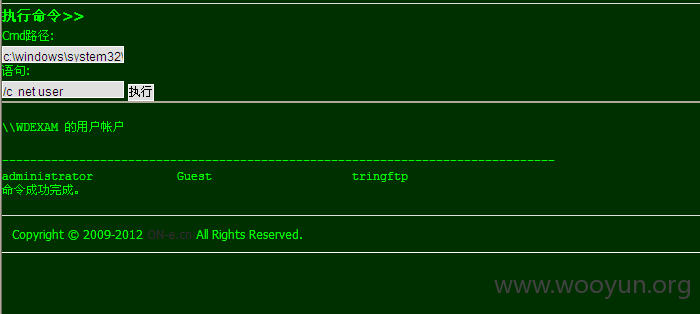 执行命令>>
Cmd路径:
c:\windows\system32\
语句:
/c net user 执行
\\WDEXAM 的用户帐户
-------------------------------------------------------------------------------
administrator Guest tringftp
命令成功完成。
Copyright © 2009-2012 ON-e.cn All Rights Reserved.
www.wooyun.org